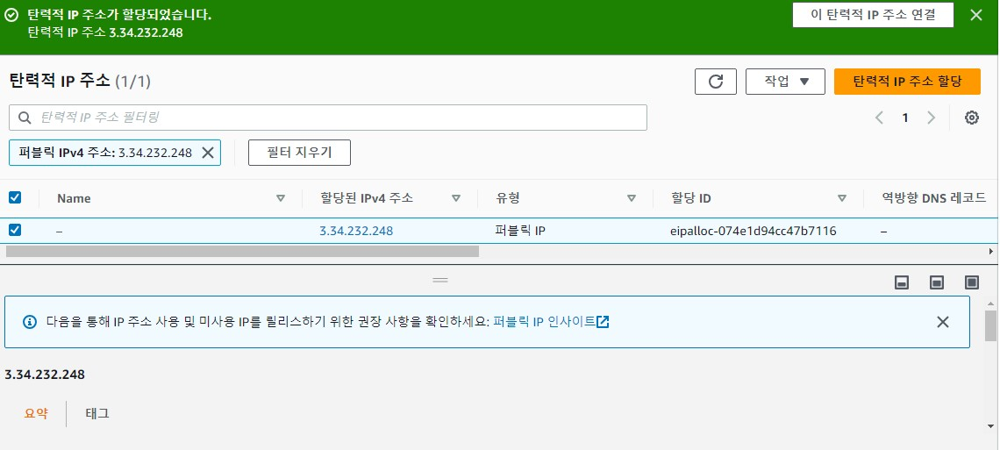 탄력적 IP 주소가 할당되었습니다.
탄력적 IP 주소 3.34.232.248
이 탄력적 IP 주소 연결
탄력적 IP 주소 (1/1)
작업
탄력적 IP 주소 할당
탄력적 IP 주소 필터링
1
퍼블릭 IPv4 주소: 3.34.232.248
필터 지우기
Name 할당된 IPv4 주소 유형 할당 ID 역방향 DNS 레코드
– 3.34.232.248 퍼블릭 IP eipalloc-074e1d94cc47b7116 –
다음을 통해 IP 주소 사용 및 미사용 IP를 릴리스하기 위한 권장 사항을 확인하세요: 퍼블릭 IP 인사이트
3.34.232.248
요약 태그